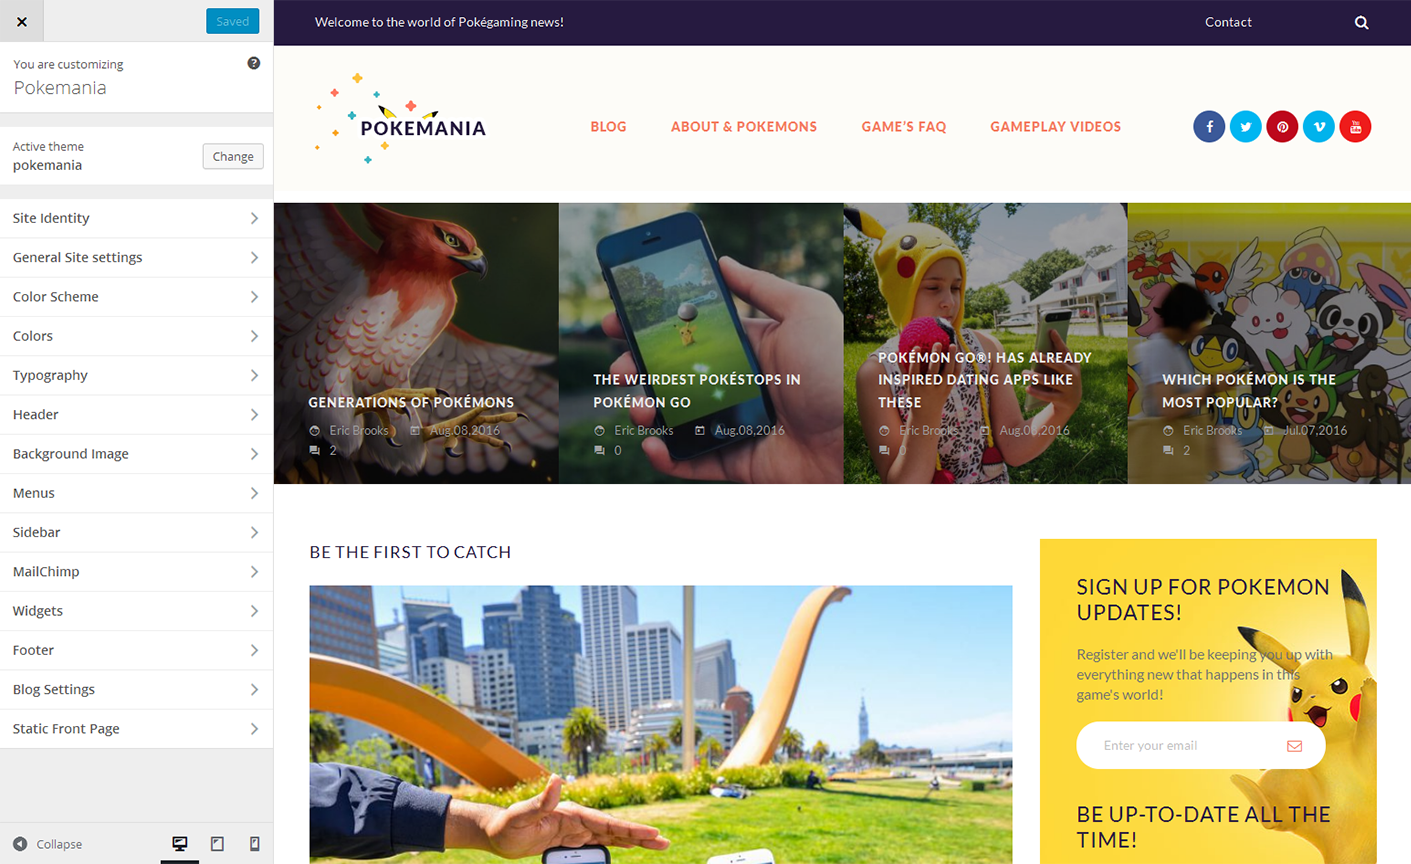 Saved
You are customizing
Pokemania
Active theme
pokemania
Change
Site Identity
General Site settings
Color Scheme
Colors
Typography
Header
Background Image
Menus
Sidebar
MailChimp
Widgets
Footer
Blog Settings
Static Front Page
Collapse
Welcome to the world of Pokégaming news!
Contact
POKEMANIA
BLOG
ABOUT & POKEMONS
GAME'S FAQ
GAMEPLAY VIDEOS
GENERATIONS OF POKÉMONS
Eric Brooks Aug.08,2016
2
THE WEIRDEST POKÉSTOPS IN
POKÉMON GO
Eric Brooks Aug.08,2016
0
POKÉMON GO®! HAS ALREADY
INSPIRED DATING APPS LIKE
THESE
Eric Brooks Aug.08,2016
0
WHICH POKÉMON IS THE
MOST POPULAR?
Eric Brooks Jul.07,2016
2
BE THE FIRST TO CATCH
SIGN UP FOR POKEMON
UPDATES!
Register and we'll be keeping you up with
everything new that happens in this
game's world!
Enter your email
BE UP-TO-DATE ALL THE
TIME!